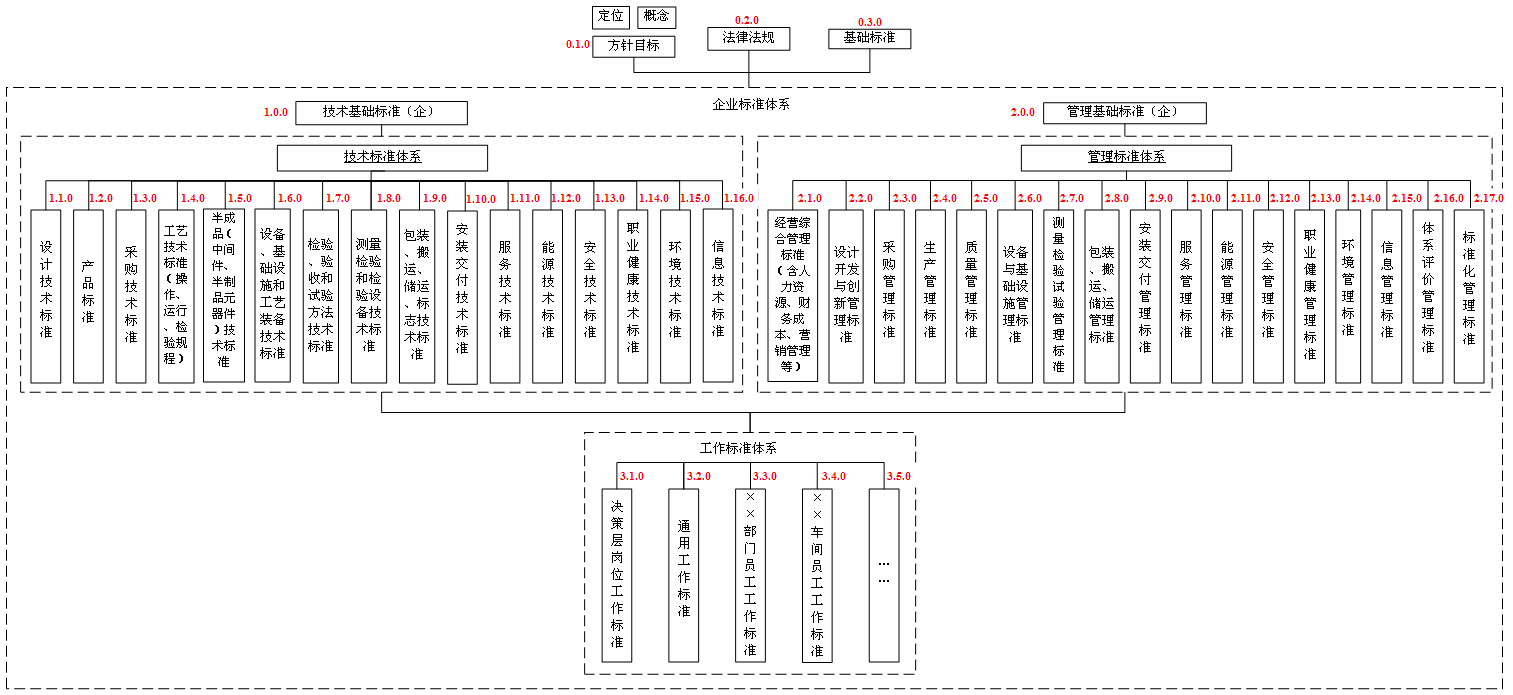 定位
概念
0.1.0
方针目标
0.2.0
法律法规
0.3.0
基础标准
企业标准体系
1.0.0
技术基础标准（企）
2.0.0
管理基础标准（企）
技术标准体系
1.1.0
设计技术标准
1.2.0
产品标准
1.3.0
采购技术标准
1.4.0
工艺技术标准（操作、运行、检验规程）
1.5.0
半成品（中间件、半制品元器件）技术标准
1.6.0
设备、基础设施和工艺装备技术标准
1.7.0
检验、验收和试验方法技术标准
1.8.0
测量检验和检验设备技术标准
1.9.0
包装、搬运、储运、标志技术标准
1.10.0
安装交付技术标准
1.11.0
服务技术标准
1.12.0
能源技术标准
1.13.0
安全技术标准
1.14.0
职业健康技术标准
1.15.0
环境技术标准
1.16.0
信息技术标准
管理标准体系
2.1.0
经营综合管理标准（含人力资源、财务成本、营销管理等）
2.2.0
设计开发与创新管理标准
2.3.0
采购管理标准
2.4.0
生产管理标准
2.5.0
质量管理标准
2.6.0
设备与基础设施管理标准
2.7.0
测量检验试验管理标准
2.8.0
包装、搬运、储运管理标准
2.9.0
安装交付管理标准
2.10.0
服务管理标准
2.11.0
能源管理标准
2.12.0
安全管理标准
2.13.0
职业健康管理标准
2.14.0
环境管理标准
2.15.0
信息管理标准
2.16.0
体系评价管理标准
2.17.0
标准化管理标准
工作标准体系
3.1.0
决策层岗位工作标准
3.2.0
通用工作标准
3.3.0
××部门员工工作标准
3.4.0
××车间员工工作标准
3.5.0
……